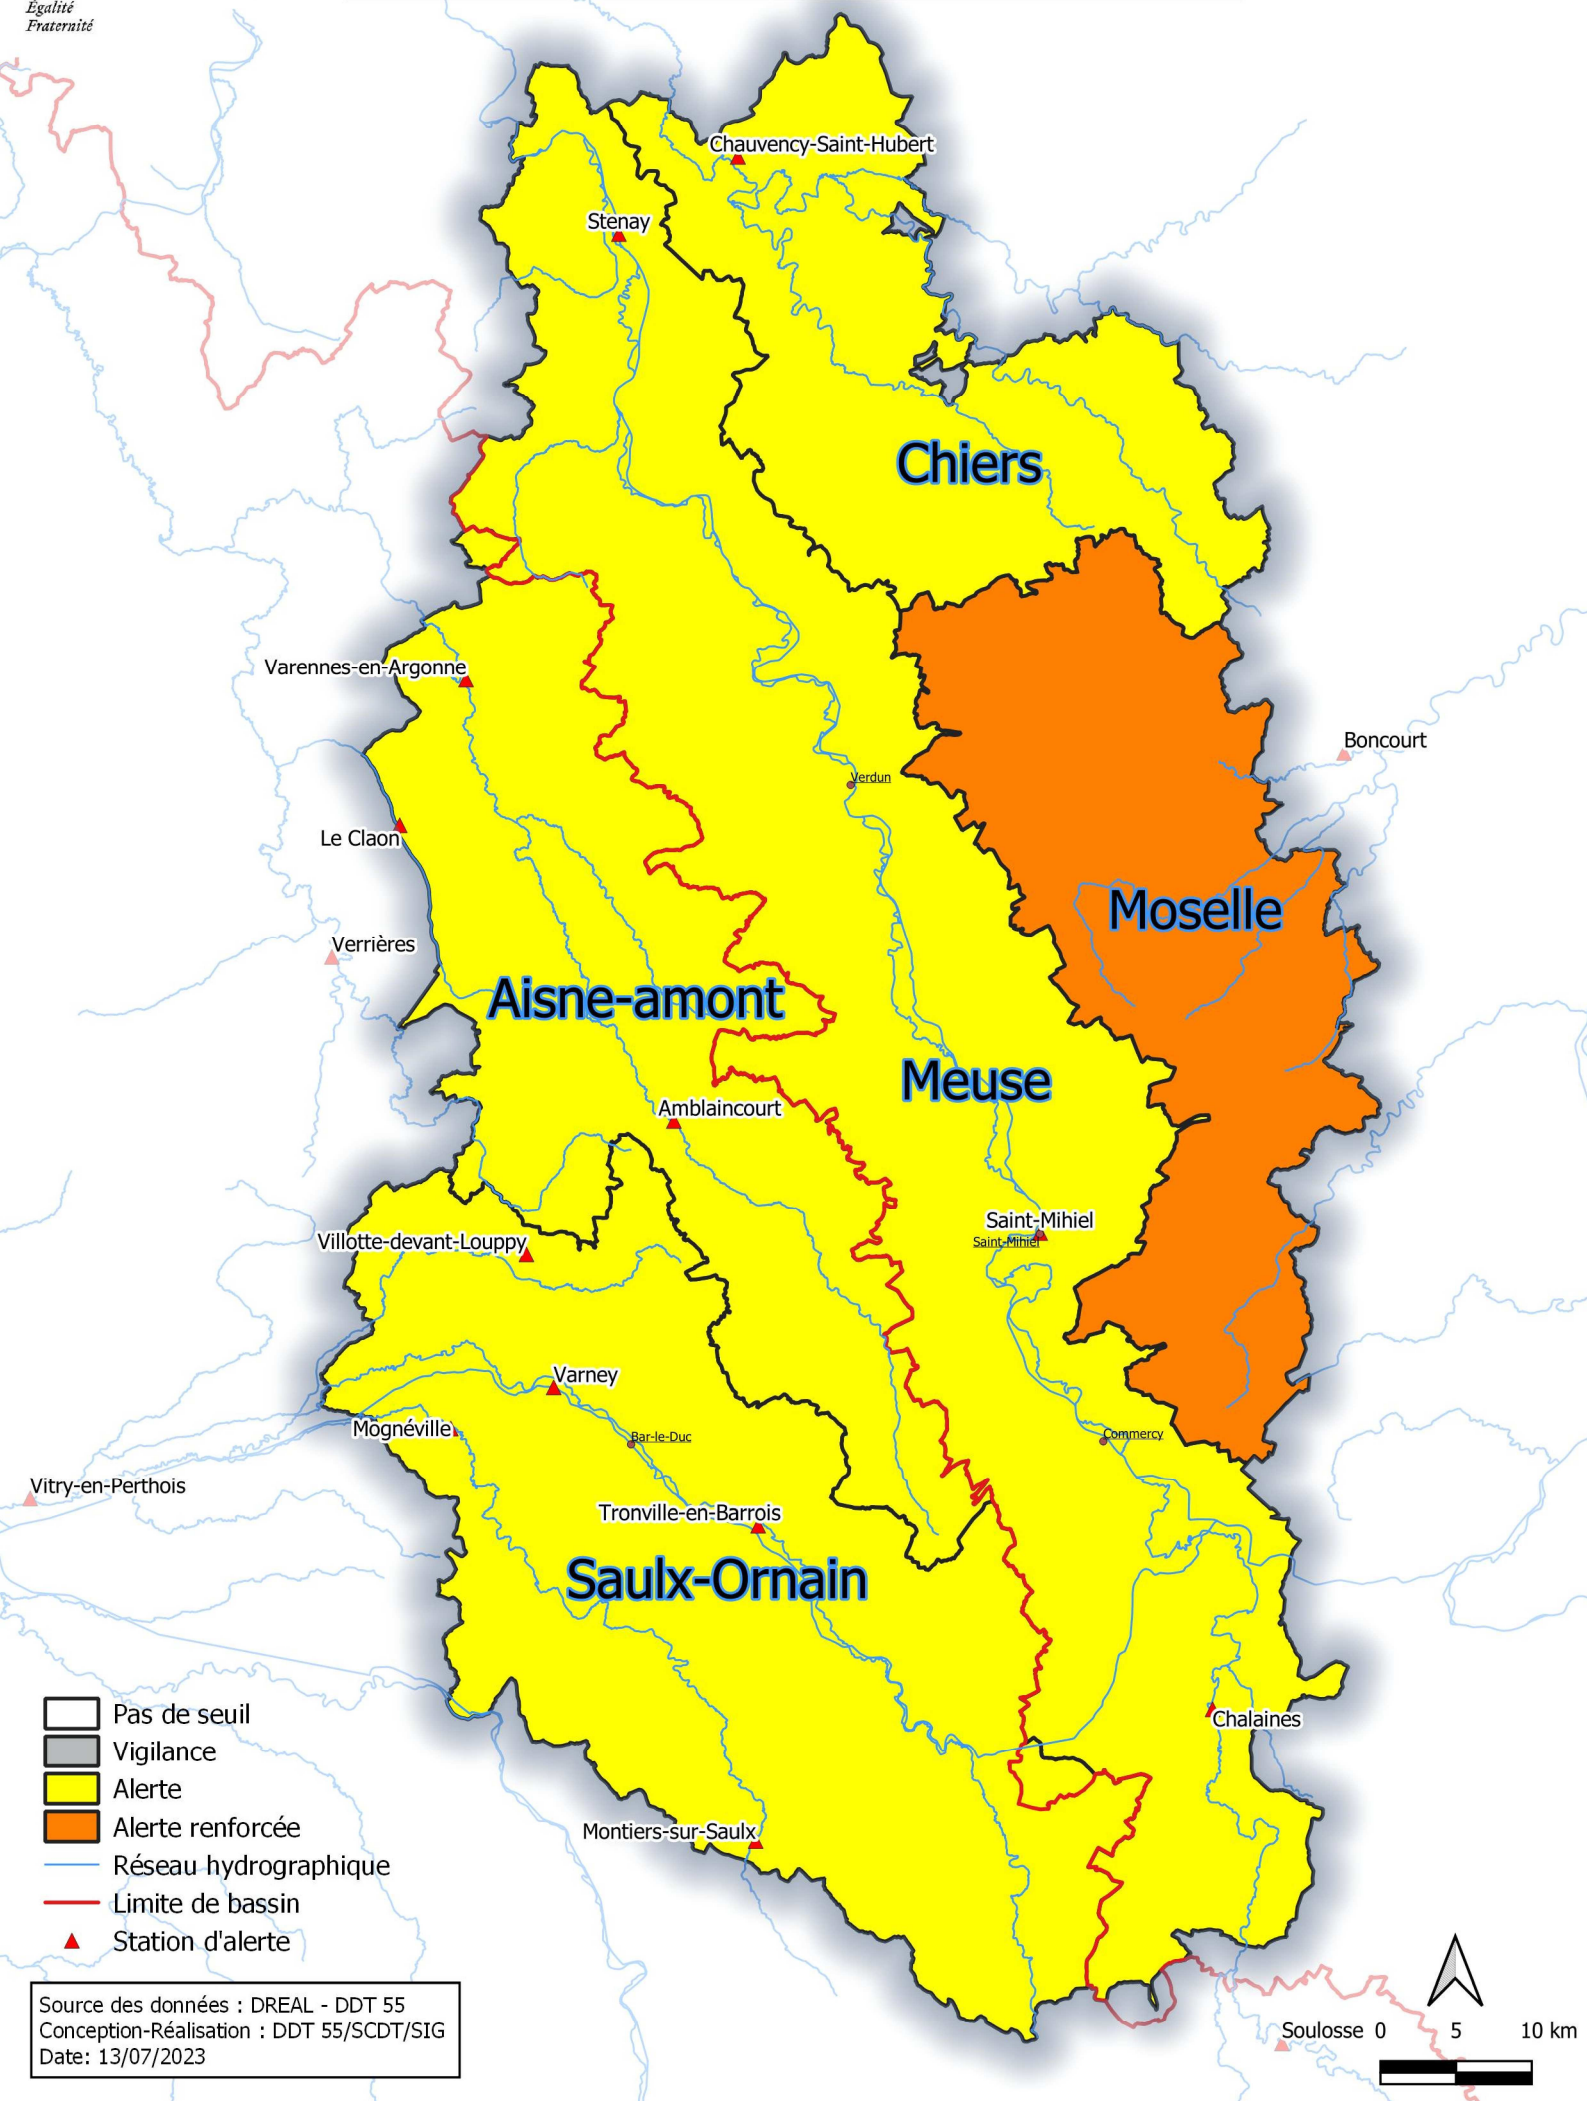 Égalité
Fraternité
Chauvency-Saint-Hubert
Stenay
Chiers
Varennes-en-Argonne
Boncourt
Verdun
Le Claon
Moselle
Verrières
Aisne-amont
Meuse
Amblaincourt
Saint-Mihiel
Saint-Mihiel
Villotte-devant-Louppy
Varney
Mognéville
Bar-le-Duc
Commercy
Vitry-en-Perthois
Tronville-en-Barrois
Saulx-Ornain
Chalaines
Montiers-sur-Saulx
Pas de seuil
Vigilance
Alerte
Alerte renforcée
Réseau hydrographique
Limite de bassin
Station d'alerte
Source des données : DREAL - DDT 55
Conception-Réalisation : DDT 55/SCDT/SIG
Date: 13/07/2023
Soulosse
0 5 10 km